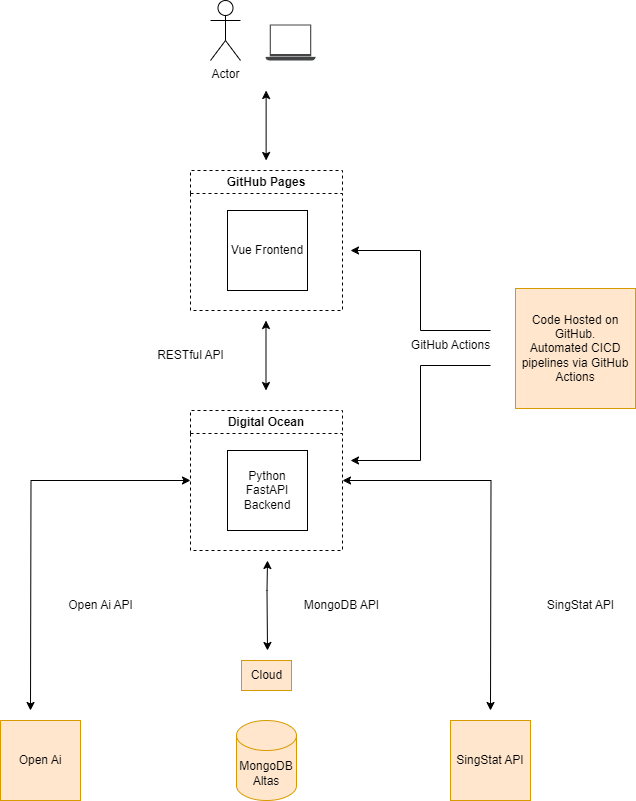 Actor
GitHub Pages
Vue Frontend
Code Hosted on
GitHub.
Automated CICD
pipelines via GitHub
Actions
GitHub Actions
RESTful API
Digital Ocean
Python
FastAPI
Backend
Open Ai API
MongoDB API
SingStat API
Cloud
Open Ai
MongoDB
Altas
SingStat API